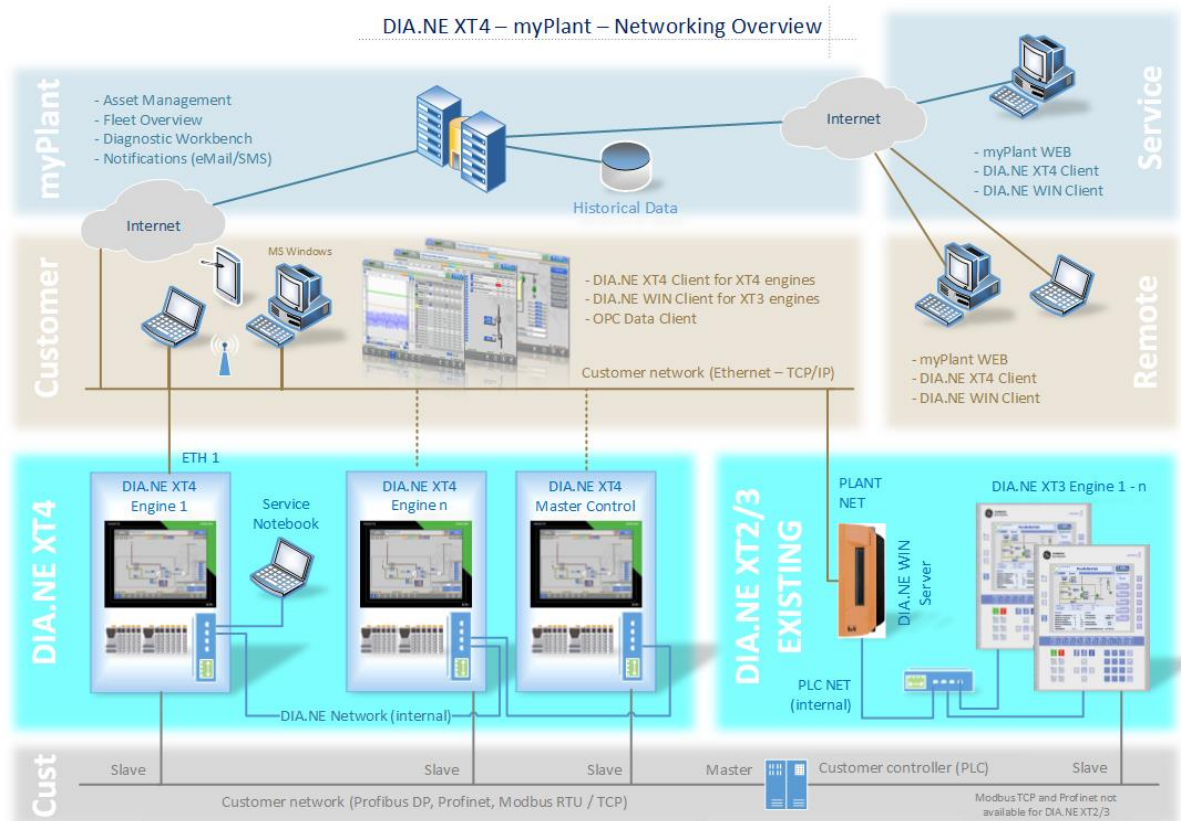 DIA.NE XT4 – myPlant – Networking Overview
myPlant
- Asset Management
- Fleet Overview
- Diagnostic Workbench
- Notifications (eMail/SMS)
Historical Data
Internet
Internet
Service
- myPlant WEB
- DIA.NE XT4 Client
- DIA.NE WIN Client
Customer
MS Windows
- DIA.NE XT4 Client for XT4 engines
- DIA.NE WIN Client for XT3 engines
- OPC Data Client
Customer network (Ethernet – TCP/IP)
Remote
- myPlant WEB
- DIA.NE XT4 Client
- DIA.NE WIN Client
DIA.NE XT4
ETH 1
DIA.NE XT4
Engine 1
Service
Notebook
DIA.NE XT4
Engine n
DIA.NE XT4
Master Control
DIA.NE Network (internal)
DIA.NE XT2/3
EXISTING
PLANT
NET
DIA.NE WIN
Server
DIA.NE XT3 Engine 1 - n
PLC NET
(internal)
Cust
Slave
Slave
Slave
Master
Customer controller (PLC)
Slave
Customer network (Profibus DP, Profinet, Modbus RTU / TCP)
Modbus TCP and Profinet not
available for DIA.NE XT2/3